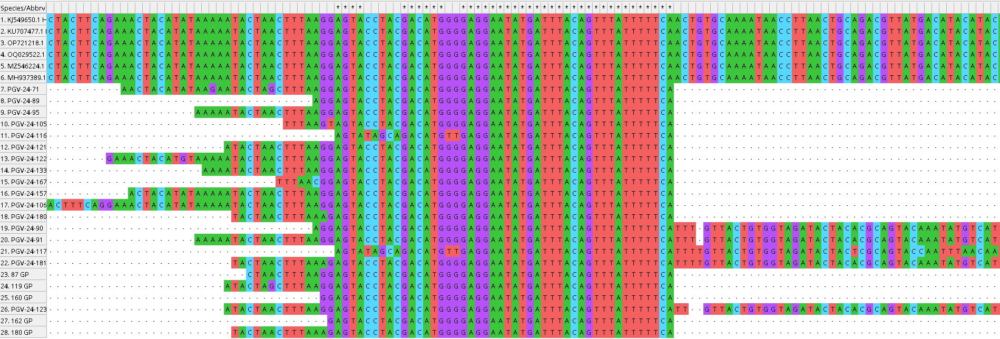 Species/Abbrv * * * * * * * * * * * * * * * * * * * * * * * * * * * * * * * * * * * * * * *
1. KJ549650.1 H CTACTTCAGAAACTACATATAAAAATACTAACTTTAAGGAGTACCTACGACATGGGGAGGAATATGATTTACAGTTTATTTTTCAACTGTGCAAAATAACCTTAACTGCAGACGTTATGACATACATAC
2. KU707477.1 CTACTTCAGAAACTACATATAAAAATACTAACTTTAAGGAGTACCTACGACATGGGGAGGAATATGATTTACAGTTTATTTTTCAACTGTGCAAAATAACCTTAACTGCAGACGTTATGACATACATAC
3. OP721218.1 CTACTTCAGAAACTACATATAAAAATACTAACTTTAAGGAGTACCTACGACATGGGGAGGAATATGATTTACAGTTTATTTTTCAACTGTGCAAAATAACCTTAACTGCAGACGTTATGACATACATAC
4. OQ029522.1 CTACTTCAGAAACTACATATAAAAATACTAACTTTAAGGAGTACCTACGACATGGGGAGGAATATGATTTACAGTTTATTTTTCAACTGTGCAAAATAACCTTAACTGCAGACGTTATGACATACATAC
5. MZ546224.1 CTACTTCAGAAACTACATATAAAAATACTAACTTTAAGGAGTACCTACGACATGGGGAGGAATATGATTTACAGTTTATTTTTCAACTGTGCAAAATAACCTTAACTGCAGACGTTATGACATACATAC
6. MH937389.1 CTACTTCAGAAACTACATATAAAAATACTAACTTTAAGGAGTACCTACGACATGGGGAGGAATATGATTTACAGTTTATTTTTCAACTGTGCAAAATAACCTTAACTGCAGACGTTATGACATACATAC
7. PGV-24-71 AACTACATATAAGAATACTAGCTTTAAGGAGTACCTACGACATGGGGAGGAATATGATTTACAGTTTATTTTTCA
8. PGV-24-89 AGGAGTACCTACGACATGGGGAGGAATATGATTTACAGTTTATTTTTCA
9. PGV-24-95 AAAAATACTAACTTTAAGGAGTACCTACGACATGGGGAGGAATATGATTTACAGTTTATTTTTCA
10. PGV-24-105 TTTAAGTAGTACCTACGACATGGGGAGGAATATGATTTACAGTTTATTTTTCA
11. PGV-24-116 AGTATAGCAGACATGTTGAGGAATATGATTTACAGTTTATTTTTCA
12. PGV-24-121 ATACTAACTTTAAGGAGTACCTACGACATGGGGAGGAATATGATTTACAGTTTATTTTTCA
13. PGV-24-122 GAAACTACATGTAAAAATACTAACTTTAAGGAGTACCTACGACATGGGGAGGAATATGATTTACAGTTTATTTTTCA
14. PGV-24-133 AAAATACTAACTTTAAGGAGTACCTACGACATGGGGAGGAATATGATTTACAGTTTATTTTTCA
15. PGV-24-167 TTTAACGGAGTACCTACGACATGGGGAGGAATATGATTTACAGTTTATTTTTCA
16. PGV-24-157 ACTACATATAAAAATACTAACTTTAAGGAGTACCTACGACATGGGGAGGAATATGATTTACAGTTTATTTTTCA
17. PGV-24-106 ACTTTCAGGAAACTACATATAAAAATACTAACTTTAAGGAGTACCTACGACATGGGGAGGAATATGATTTACAGTTTATTTTTCA
18. PGV-24-180 TACTAACTTTAAAGAGTACCTACGACATGGGGAGGAATATGATTTACAGTTTATTTTTCA
19. PGV-24-90 AGGAGTACCTACGACATGGGGAGGAATATGATTTACAGTTTATTTTTCATTT-GTTACTGTGGTAGATACTACACGCAGTACAAATATGTCAT
20. PGV-24-91 AAAAATACTAACTTTAAGGAGTACCTACGACATGGGGAGGAATATGATTTACAGTTTATTTTTCATTT-GTTACTGTGGTAGATACTACACGCAGTACAAATATGTCAT
21. PGV-24-117 AGTATAGCAGACATGTTGAGGAATATGATTTACAGTTTATTTTTCATTTTGTTACTGTGGTAGATACTACTCGCAGTACCAATTTAACAA
22. PGV-24-181 TACTAACTTTAAAGAGTACCTACGACATGGGGAGGAATATGATTTACAGTTTATTTTTCATTTTGTTACTGTGGTAGATACTACACGCAGTACAAATATGTCAT
23. 87 GP CTAACTTTAAGGAGTACCTACGACATGGGGAGGAATATGATTTACAGTTTATTTTTCA
24. 119 GP ATACTAGCTTTAAGGAGTACCTACGACATGGGGAGGAATATGATTTACAGTTTATTTTTCA
25. 160 GP GGAGTACCTACGACATGGGGAGGAATATGATTTACAGTTTATTTTTCA
26. PGV-24-123 ATACTAACTTTAAGGAGTACCTACGACATGGGGAGGAATATGATTTACAGTTTATTTTTCATT--GTTACTGTGGTAGATACTACACGCAGTACAAATATGTCAT
27. 162 GP GAGTACCTACGACATGGGGAGGAATATGATTTACAGTTTATTTTTCA
28. 180 GP TACTAACTTTAAAGAGTACCTACGACATGGGGAGGAATATGATTTACAGTTTATTTTTCA